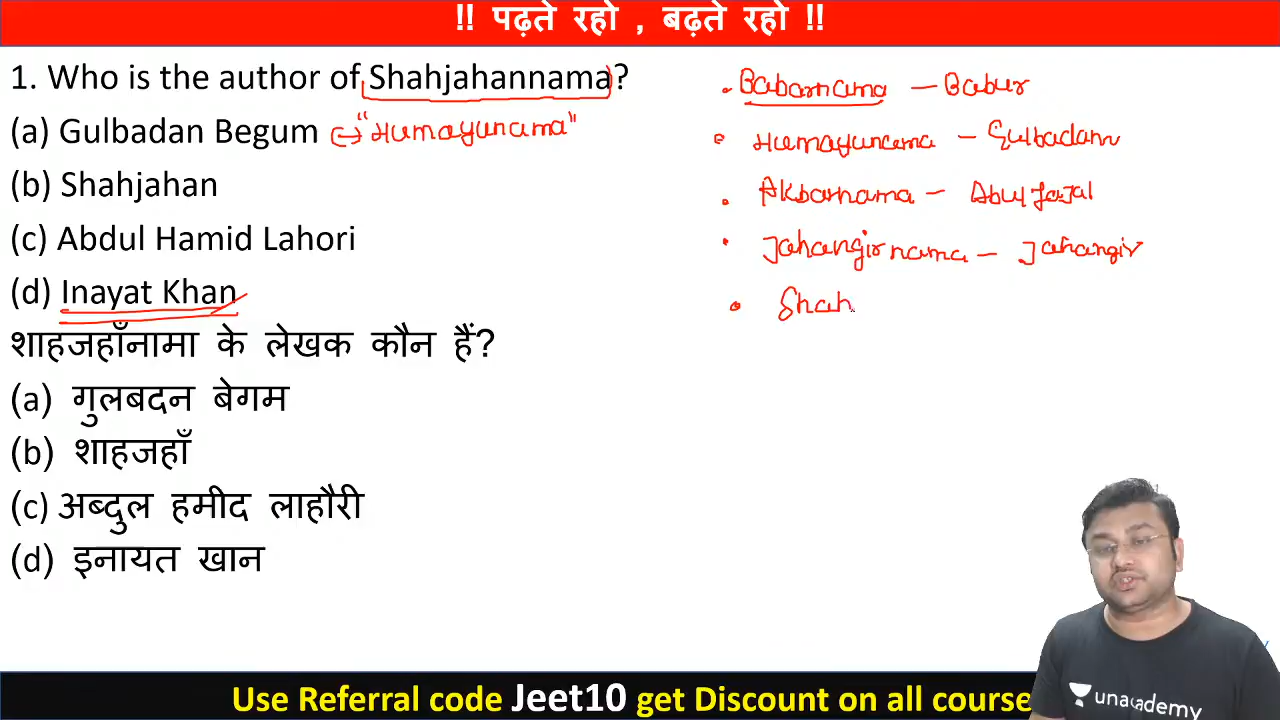 !! पढ़ते रहो , बढ़ते रहो !!
1. Who is the author of Shahjahannama?
(a) Gulbadan Begum → "Humayunama"
(b) Shahjahan
(c) Abdul Hamid Lahori
(d) Inayat Khan
शाहजहाँनामा के लेखक कौन हैं?
(a) गुलबदन बेगम
(b) शाहजहाँ
(c) अब्दुल हमीद लाहौरी
(d) इनायत खान
• Babarnama – Babur
• Humayunama – Gulbadam
• Akbarnama – Abul fazal
• Jahangirnama – Jahangir
• Shah
unacademy
Use Referral code Jeet10 get Discount on all course